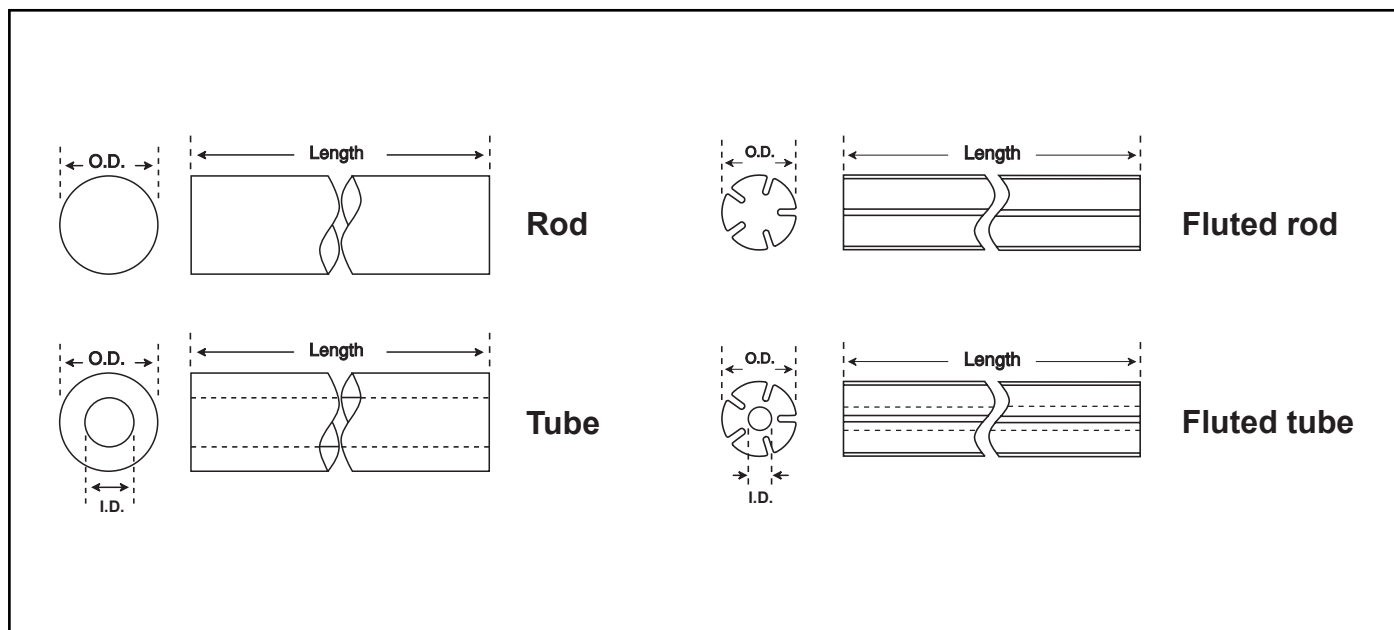 O.D.
Length
Rod
O.D.
Length
Fluted rod
O.D.
Length
Tube
I.D.
O.D.
Length
Fluted tube
I.D.